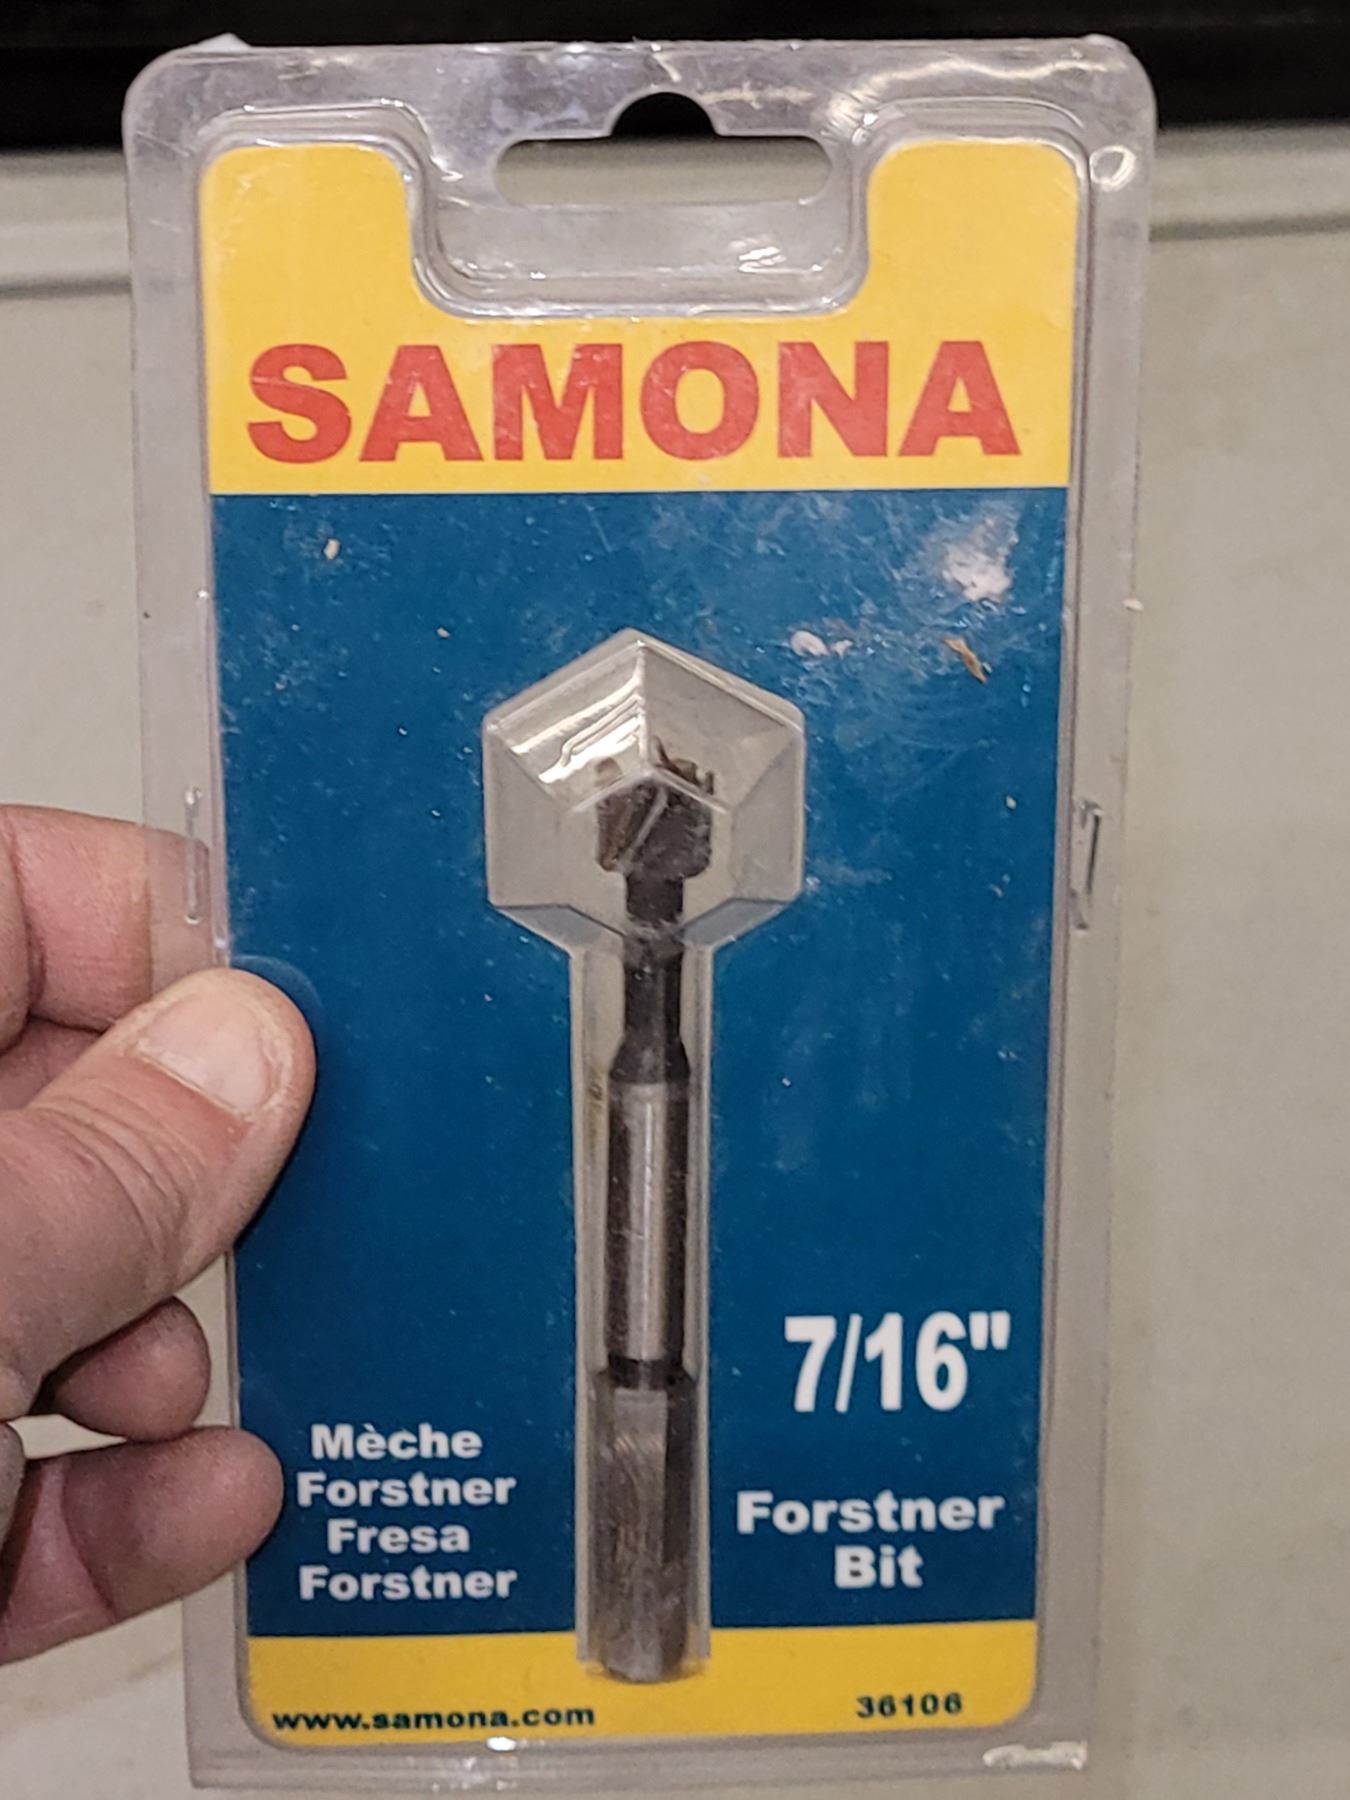 SAMONA
7/16"
Mèche
Forstner
Fresa
Forstner
Forstner
Bit
www.samona.com
36106